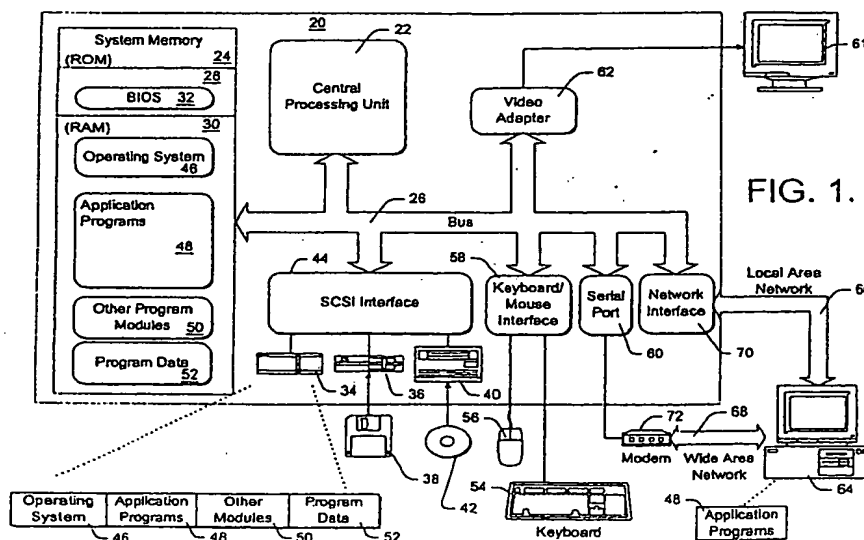 20
System Memory
(ROM) 24
28
BIOS 32
(RAM) 30
Operating System
46
Application
Programs
48
Other Program
Modules 50
Program Data
52
22
Central
Processing Unit
62
Video
Adapter
61
FIG. 1.
26
Bus
44
SCSI Interface
58
Keyboard/
Mouse
Interface
Serial
Port
60
Network
Interface
70
Local Area
Network
34
36
40
38
42
56
54
Keyboard
72
Modem
68
Wide Area
Network
64
48
Application
Programs
Operating
System
Application
Programs
Other
Modules
Program
Data
46
48
50
52